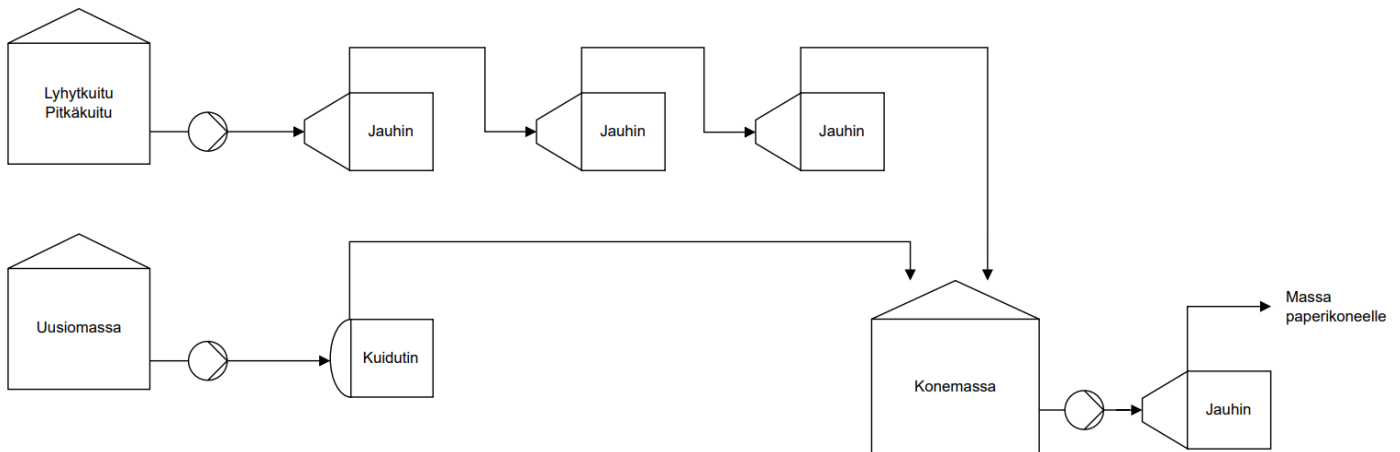 Lyhytkuitu
Pitkäkuitu
Jauhin
Jauhin
Jauhin
Uusiomassa
Kuidutin
Konemassa
Massa
paperikoneelle
Jauhin